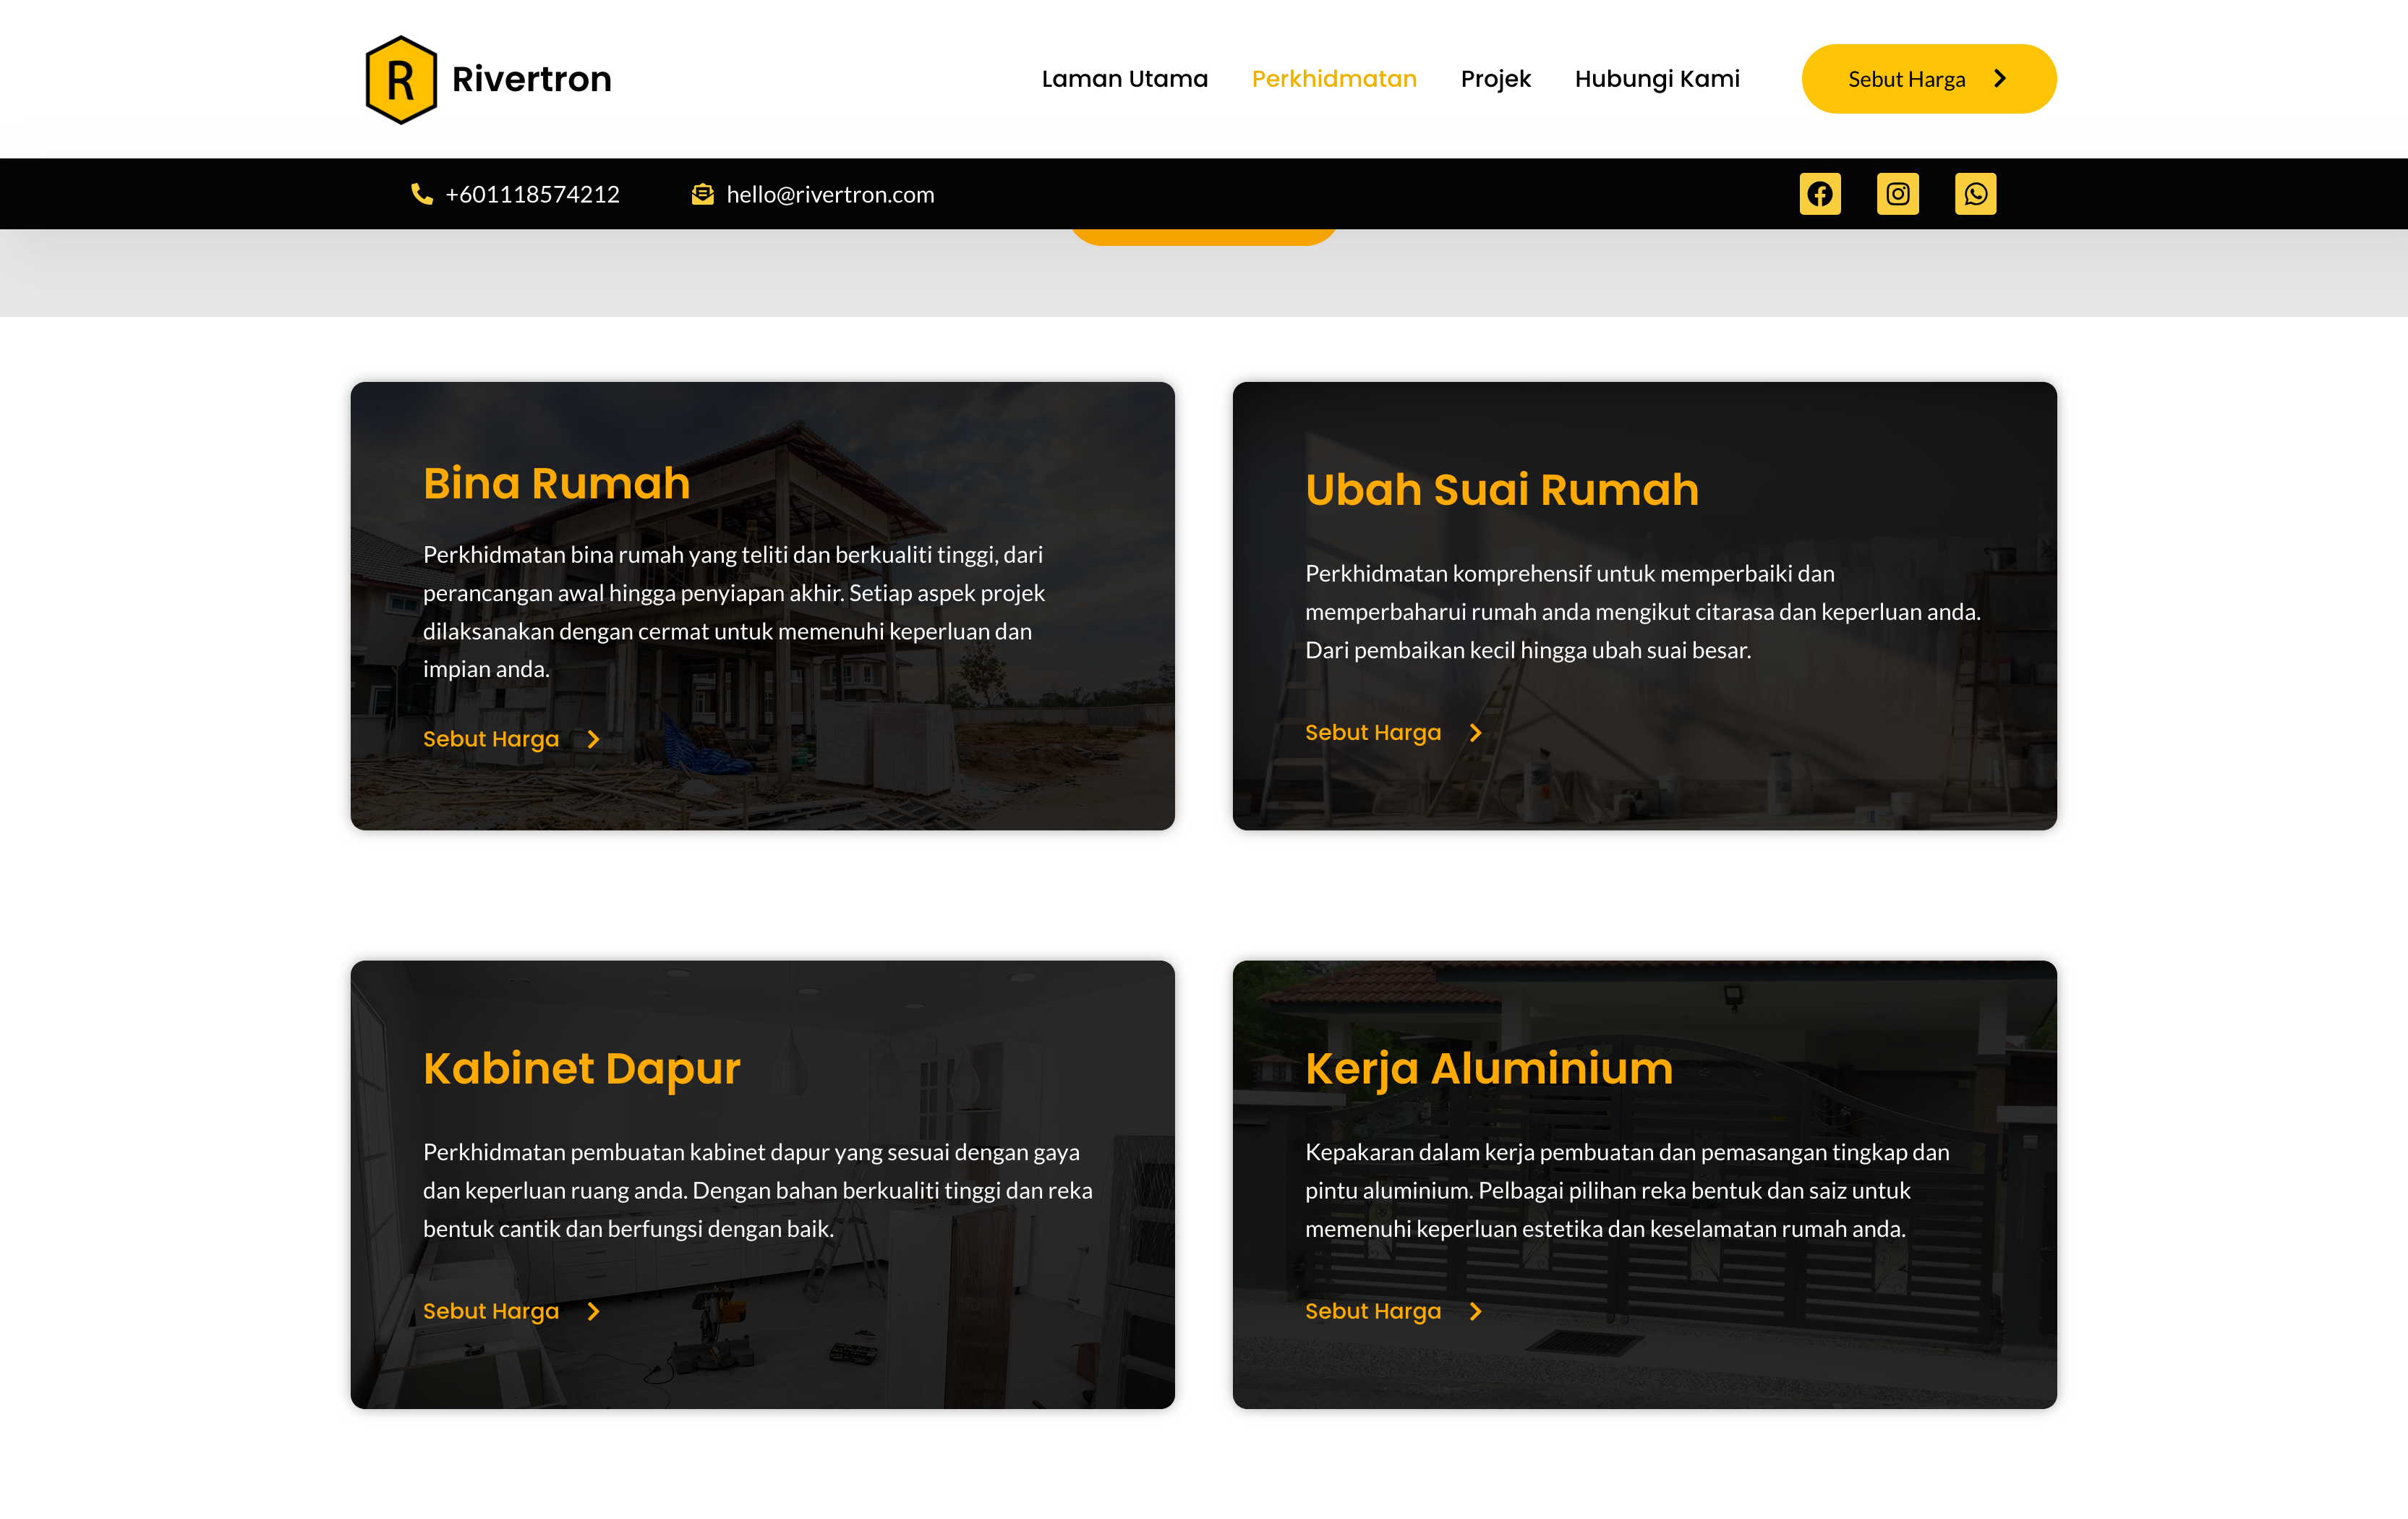 R Rivertron
Laman Utama Perkhidmatan Projek Hubungi Kami Sebut Harga
+601118574212 hello@rivertron.com
Bina Rumah
Perkhidmatan bina rumah yang teliti dan berkualiti tinggi, dari
perancangan awal hingga penyiapan akhir. Setiap aspek projek
dilaksanakan dengan cermat untuk memenuhi keperluan dan
impian anda.
Sebut Harga
Ubah Suai Rumah
Perkhidmatan komprehensif untuk memperbaiki dan
memperbaharui rumah anda mengikut citarasa dan keperluan anda.
Dari pembaikan kecil hingga ubah suai besar.
Sebut Harga
Kabinet Dapur
Perkhidmatan pembuatan kabinet dapur yang sesuai dengan gaya
dan keperluan ruang anda. Dengan bahan berkualiti tinggi dan reka
bentuk cantik dan berfungsi dengan baik.
Sebut Harga
Kerja Aluminium
Kepakaran dalam kerja pembuatan dan pemasangan tingkap dan
pintu aluminium. Pelbagai pilihan reka bentuk dan saiz untuk
memenuhi keperluan estetika dan keselamatan rumah anda.
Sebut Harga